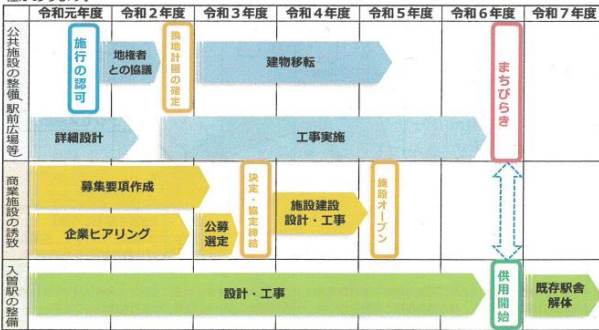 令和元年度 令和2年度 令和3年度 令和4年度 令和5年度 令和6年度 令和7年度
公共施設の整備
(駅前広場等)
施行の認可
地権者
との協議
換地計画の確定
建物移転
まちびらき
詳細設計
工事実施
商業施設の誘致
募集要項作成
企業ヒアリング
公募
選定
決定・協定締結
施設建設
設計・工事
施設オープン
入曽駅の整備
設計・工事
供用開始
既存駅舎
解体